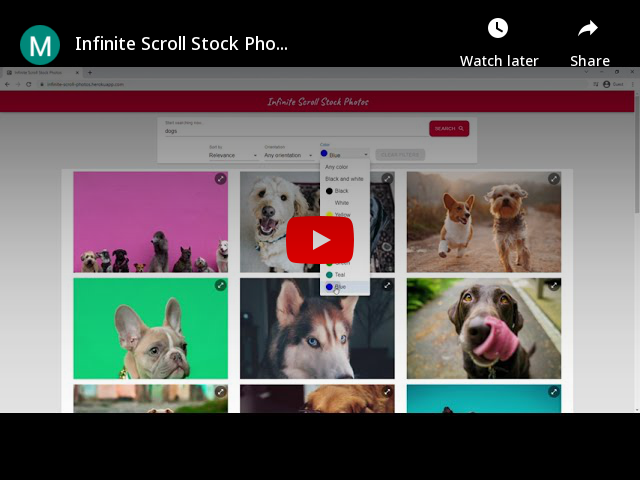 M
Infinite Scroll Stock Pho...
Watch later
Share
Infinite Scroll Stock Photos
infinite-scroll-photos.herokuapp.com
Guest
Infinite Scroll Stock Photos
Start searching now...
dogs
SEARCH
Sort by
Relevance
Orientation
Any orientation
Color
Blue
CLEAR FILTERS
Any color
Black and white
Black
White
Yellow
Teal
Blue